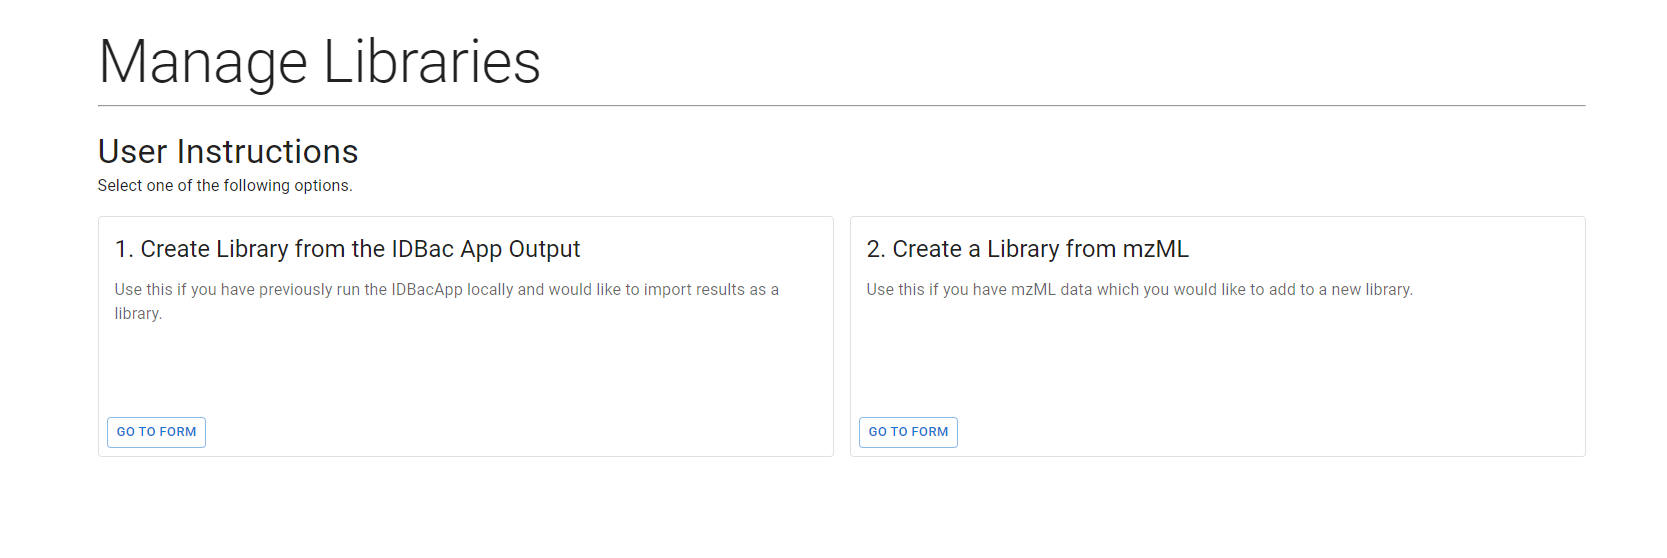 Manage Libraries
User Instructions
Select one of the following options.
1. Create Library from the IDBac App Output
Use this if you have previously run the IDBacApp locally and would like to import results as a
library.
GO TO FORM
2. Create a Library from mzML
Use this if you have mzML data which you would like to add to a new library.
GO TO FORM